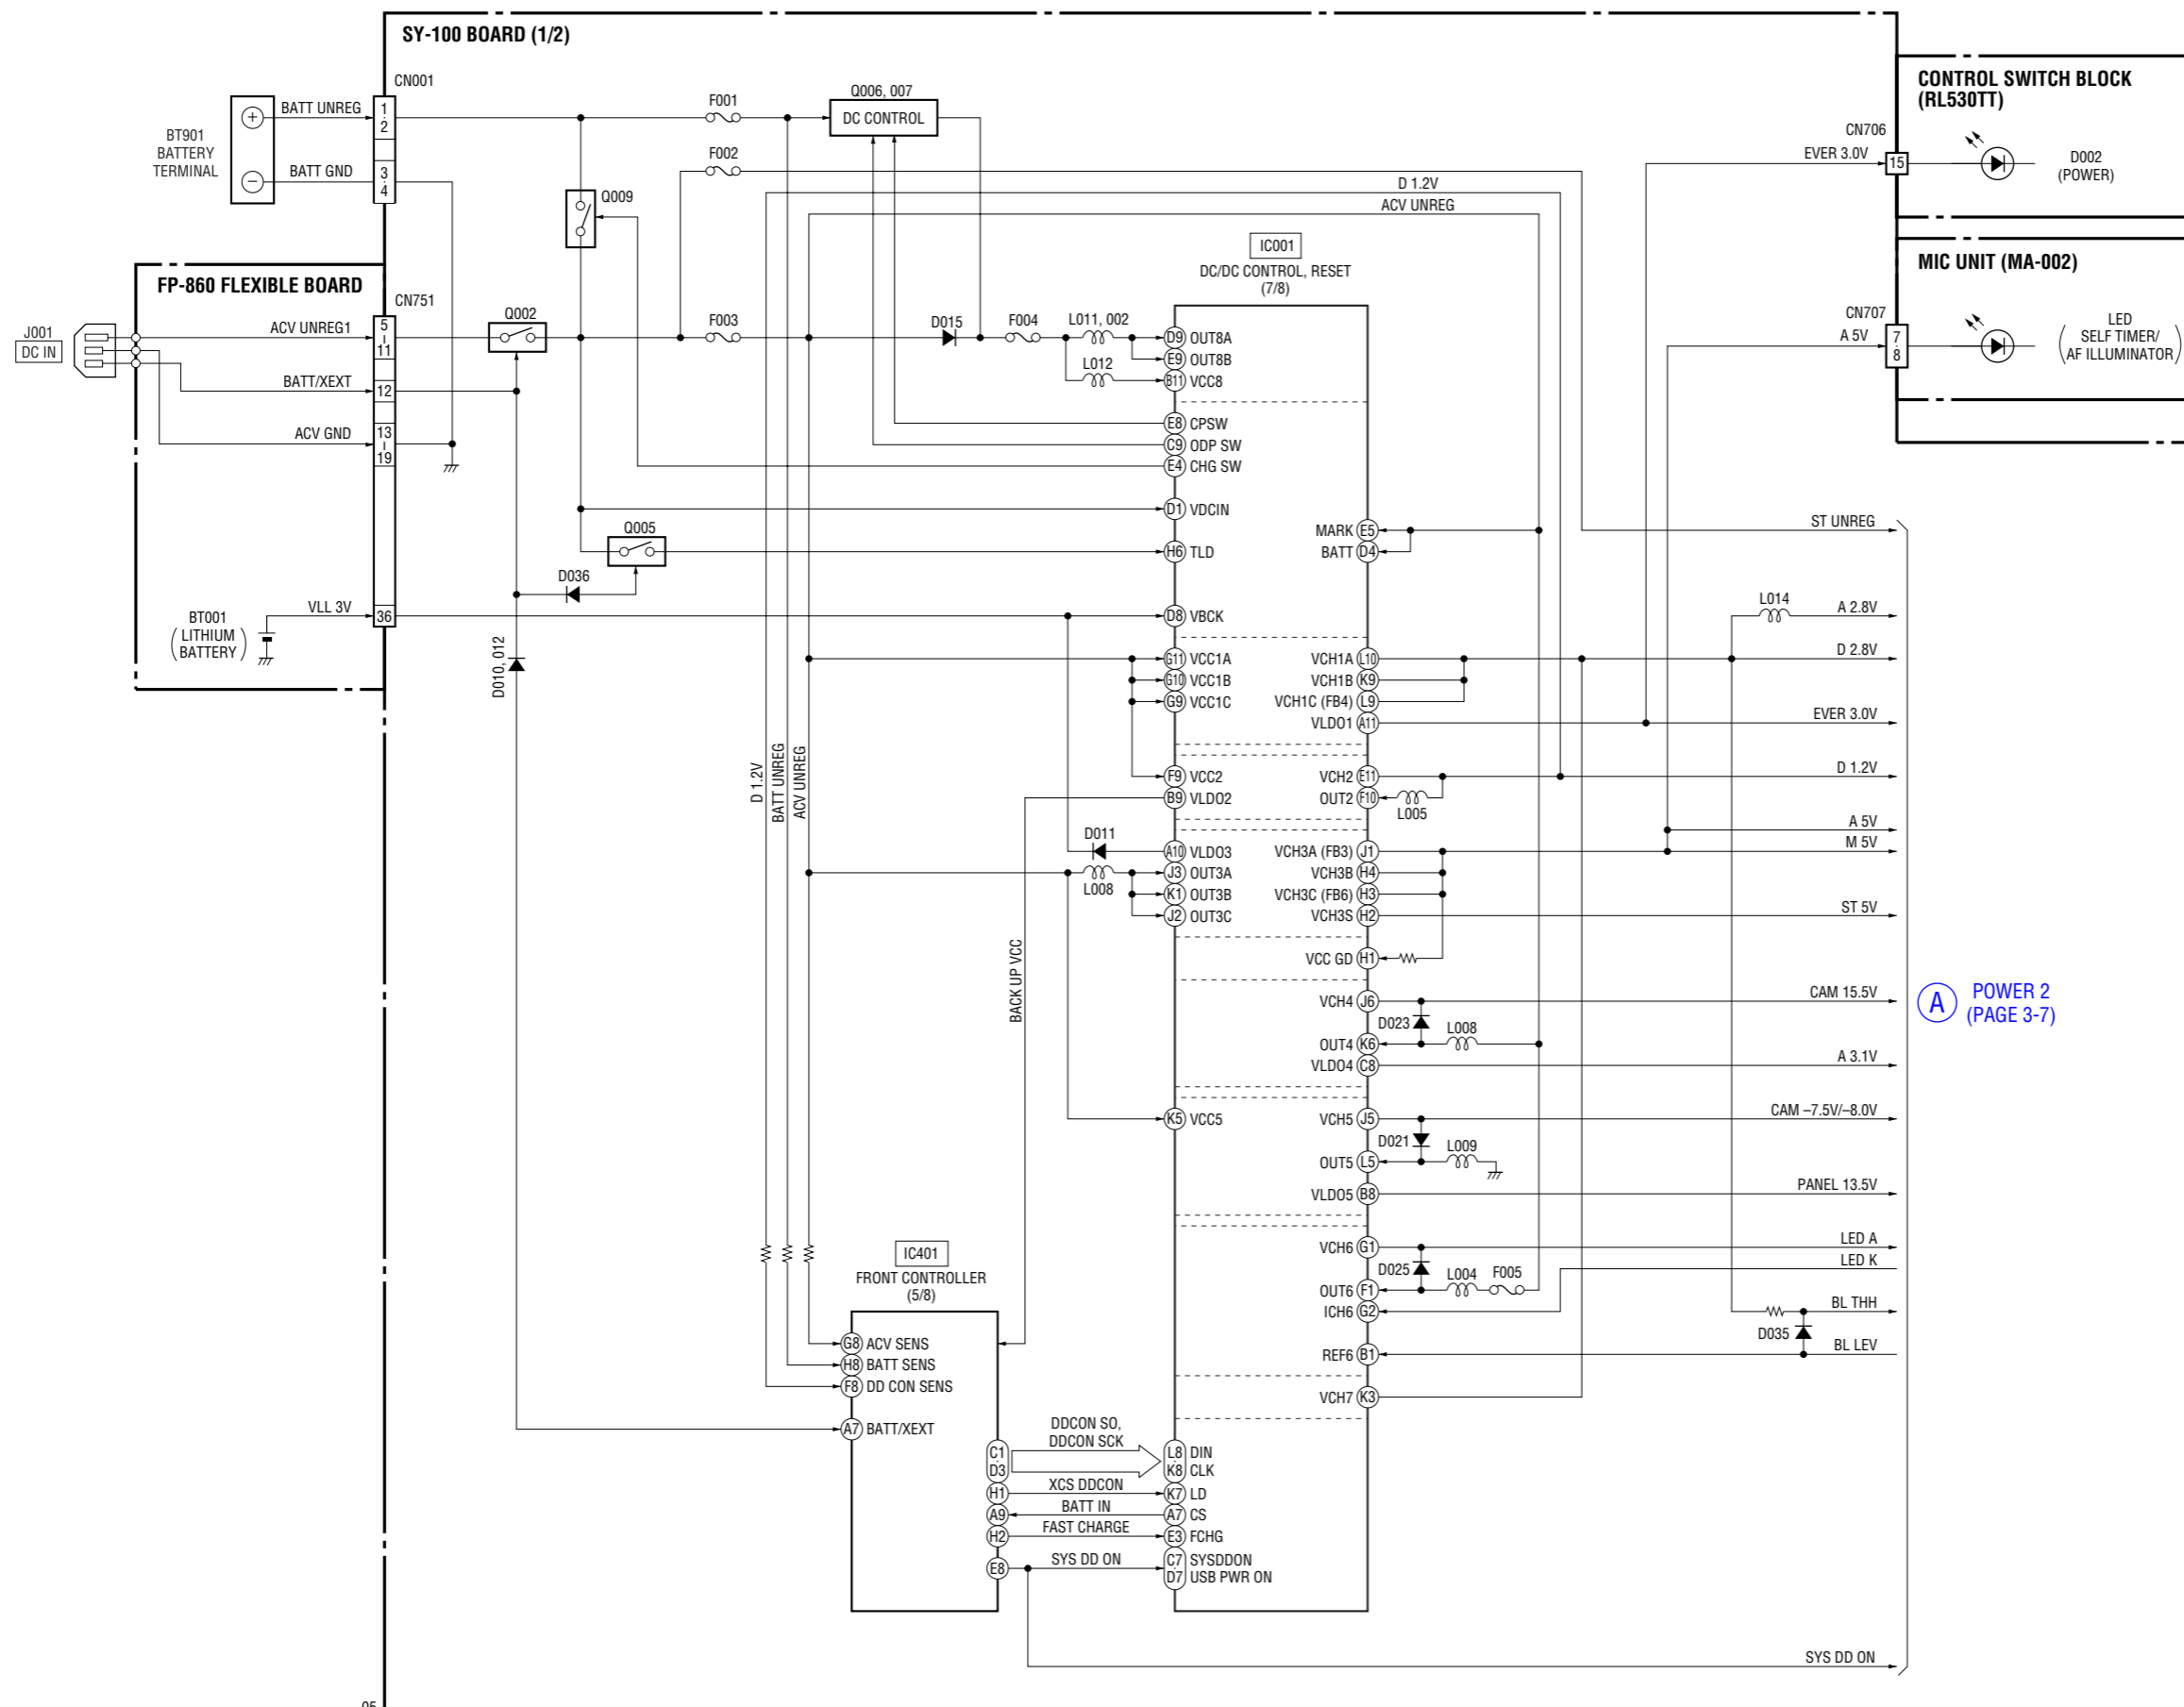 SY-100 BOARD (1/2)
CN001
BT901
BATTERY
TERMINAL
BATT UNREG
BATT GND
1
2
3
4
FP-860 FLEXIBLE BOARD
CN751
J001
DC IN
ACV UNREG1
BATT/XEXT
ACV GND
5
11
12
13
19
BT001
LITHIUM
BATTERY
VLL 3V
36
F001
F002
Q006, 007
DC CONTROL
Q009
D 1.2V
ACV UNREG
Q002
F003
D015
F004
L011, 002
L012
Q005
D036
D010, 012
D 1.2V
BATT UNREG
ACV UNREG
BACK UP VCC
D011
L008
IC001
DC/DC CONTROL, RESET
(7/8)
D9 OUT8A
E9 OUT8B
B11 VCC8
E8 CPSW
C9 ODP SW
E4 CHG SW
D1 VDCIN
H6 TLD
D8 VBCK
G11 VCC1A
G10 VCC1B
G9 VCC1C
F9 VCC2
B9 VLDO2
A10 VLDO3
J3 OUT3A
K1 OUT3B
J2 OUT3C
K5 VCC5
L8 DIN
K8 CLK
K7 LD
A7 CS
E3 FCHG
C7 SYSDDON
D7 USB PWR ON
MARK E5
BATT D4
VCH1A L10
VCH1B K9
VCH1C (FB4) L9
VLDO1 A11
VCH2 E11
OUT2 F10
L005
VCH3A (FB3) J1
VCH3B H4
VCH3C (FB6) H3
VCH3S H2
VCC GD H1
VCH4 J6
D023
L008
OUT4 K6
VLDO4 C8
VCH5 J5
D021
L009
OUT5 L5
VLDO5 B8
VCH6 G1
D025
L004
F005
OUT6 F1
ICH6 G2
REF6 B1
VCH7 K3
IC401
FRONT CONTROLLER
(5/8)
G8 ACV SENS
H8 BATT SENS
F8 DD CON SENS
A7 BATT/XEXT
C1
D3
H1
A9
H2
E8
DDCON SO,
DDCON SCK
XCS DDCON
BATT IN
FAST CHARGE
SYS DD ON
CONTROL SWITCH BLOCK
(RL530TT)
CN706
EVER 3.0V
15
D002
(POWER)
MIC UNIT (MA-002)
CN707
A 5V
7
8
LED
SELF TIMER/
AF ILLUMINATOR
ST UNREG
L014
A 2.8V
D 2.8V
EVER 3.0V
D 1.2V
A 5V
M 5V
ST 5V
CAM 15.5V
A 3.1V
CAM –7.5V/–8.0V
PANEL 13.5V
LED A
LED K
BL THH
D035
BL LEV
SYS DD ON
A
POWER 2
(PAGE 3-7)
05